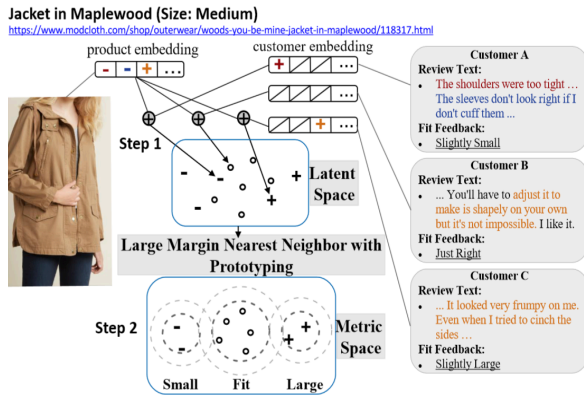 Jacket in Maplewood (Size: Medium)
https://www.modcloth.com/shop/outerwear/woods-you-be-mine-jacket-in-maplewood/118317.html
product embedding
customer embedding
- - + ...
+ ...
...
+ ...
+ + +
Step 1
Latent
Space
Large Margin Nearest Neighbor with
Prototyping
Step 2
Metric
Space
Small Fit Large
Customer A
Review Text:
• The shoulders were too tight ...
The sleeves don't look right if I
don't cuff them ...
Fit Feedback:
• Slightly Small
Customer B
Review Text:
• ... You'll have to adjust it to
make is shapely on your own
but it's not impossible. I like it.
Fit Feedback:
• Just Right
Customer C
Review Text:
• ... It looked very frumpy on me.
Even when I tried to cinch the
sides ...
Fit Feedback:
• Slightly Large